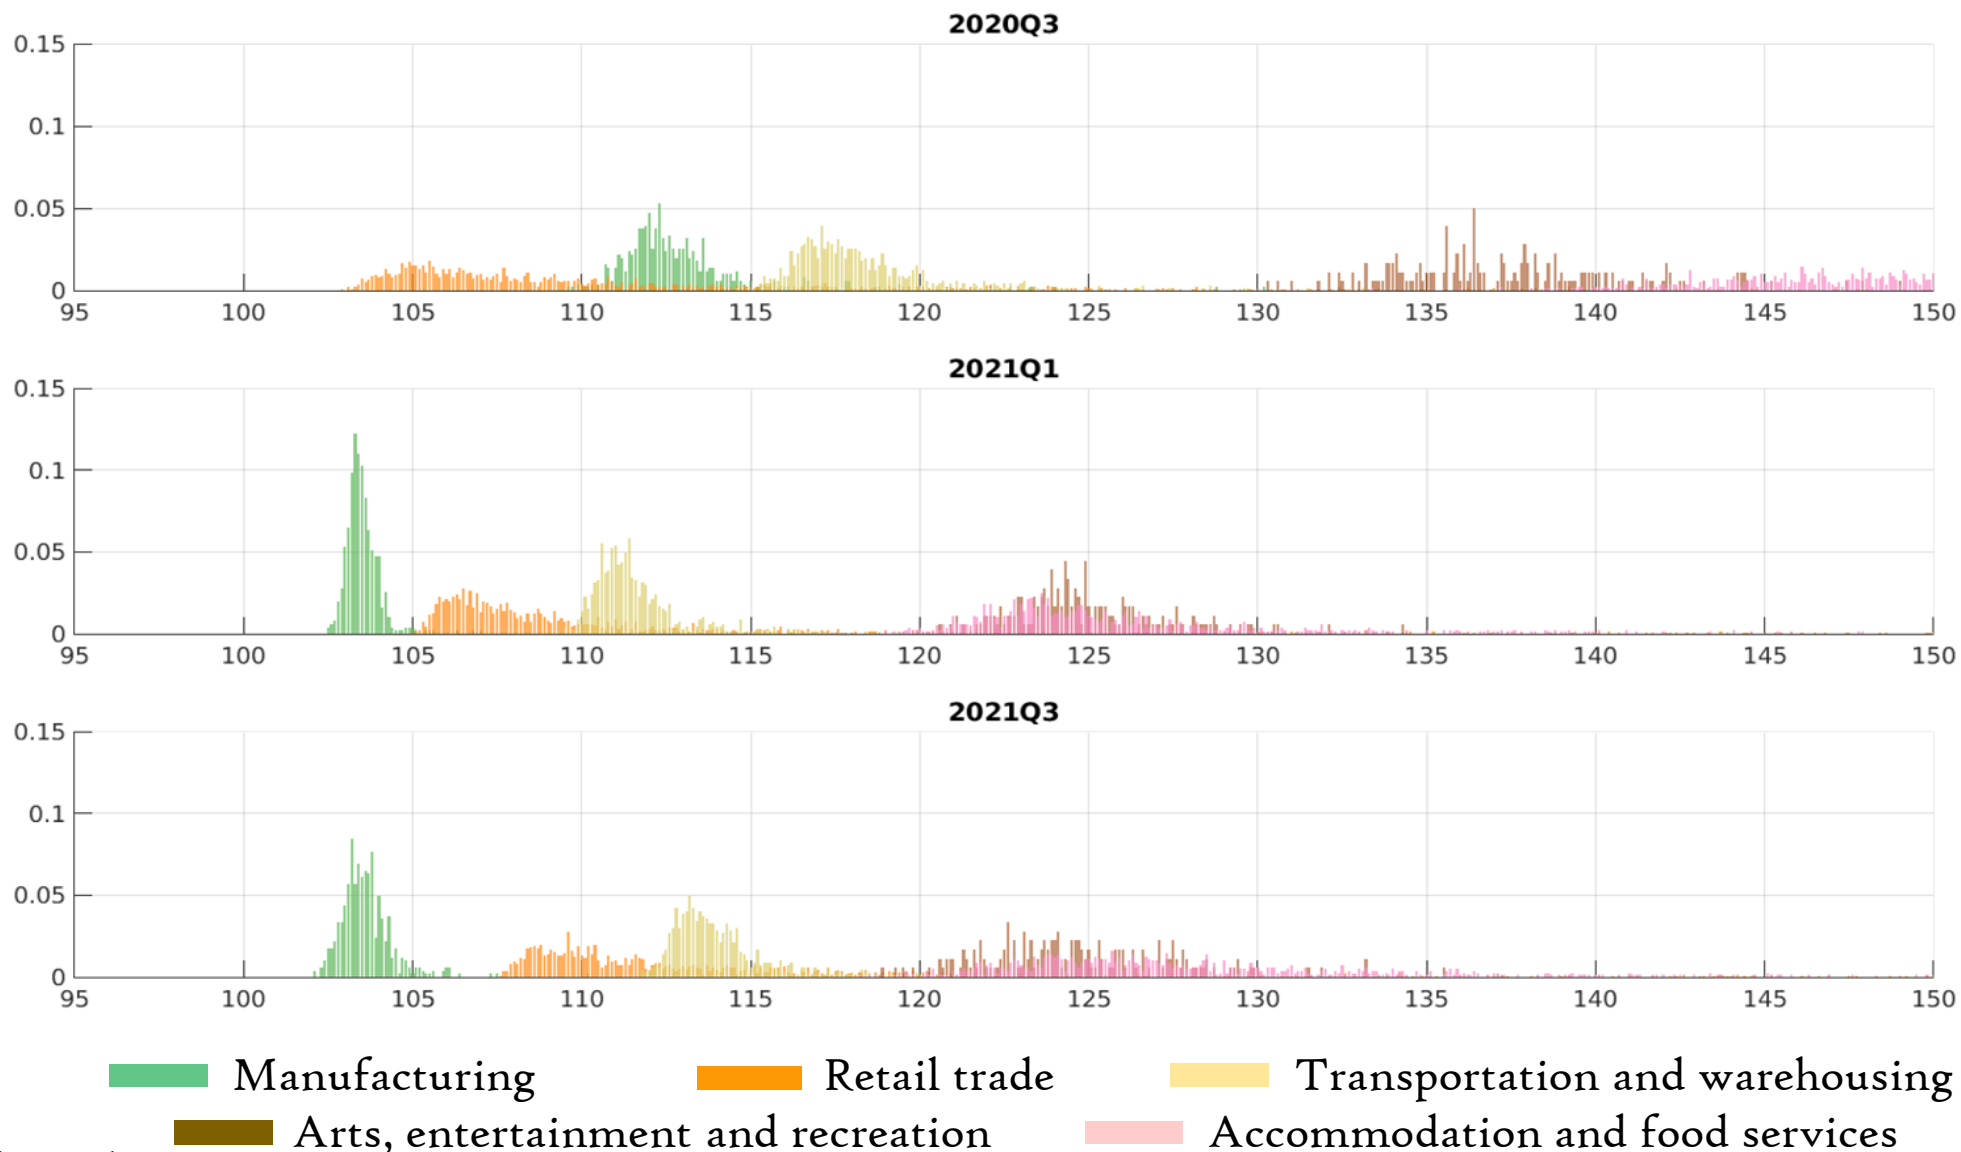 2020Q3
0.15
0.1
0.05
0
95 100 105 110 115 120 125 130 135 140 145 150
2021Q1
0.15
0.1
0.05
0
95 100 105 110 115 120 125 130 135 140 145 150
2021Q3
0.15
0.1
0.05
0
95 100 105 110 115 120 125 130 135 140 145 150
Manufacturing Retail trade Transportation and warehousing
Arts, entertainment and recreation Accommodation and food services